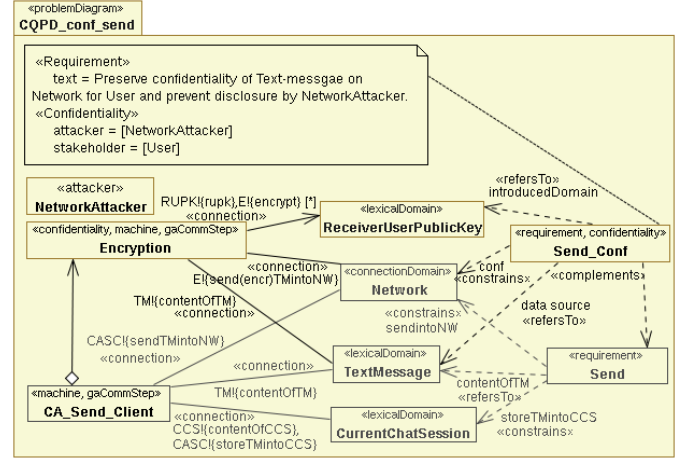 «problemDiagram»
CQPD_conf_send
«Requirement»
text = Preserve confidentiality of Text-messgae on
Network for User and prevent disclosure by NetworkAttacker.
«Confidentiality»
attacker = [NetworkAttacker]
stakeholder = [User]
«attacker»
NetworkAttacker
RUPK!{rupk},E!{encrypt} [*]
«connection»
«lexicalDomain»
ReceiverUserPublicKey
«refersTo»
introducedDomain
«confidentiality, machine, gaCommStep»
Encryption
«requirement, confidentiality»
Send_Conf
«connection»
E!{send(encr)TMintoNW}
«connectionDomain»
Network
conf
«constrains»
«complements»
TM!{contentOfTM}
«connection»
data source
«refersTo»
«constrains»
sendintoNW
CASC!{sendTMintoNW}
«connection»
«connection»
TM!{contentOfTM}
«lexicalDomain»
TextMessage
«requirement»
Send
contentOfTM
«refersTo»
«machine, gaCommStep»
CA_Send_Client
«connection»
CCS!{contentOfCCS},
CASC!{storeTMintoCCS}
«lexicalDomain»
CurrentChatSession
storeTMintoCCS
«constrains»